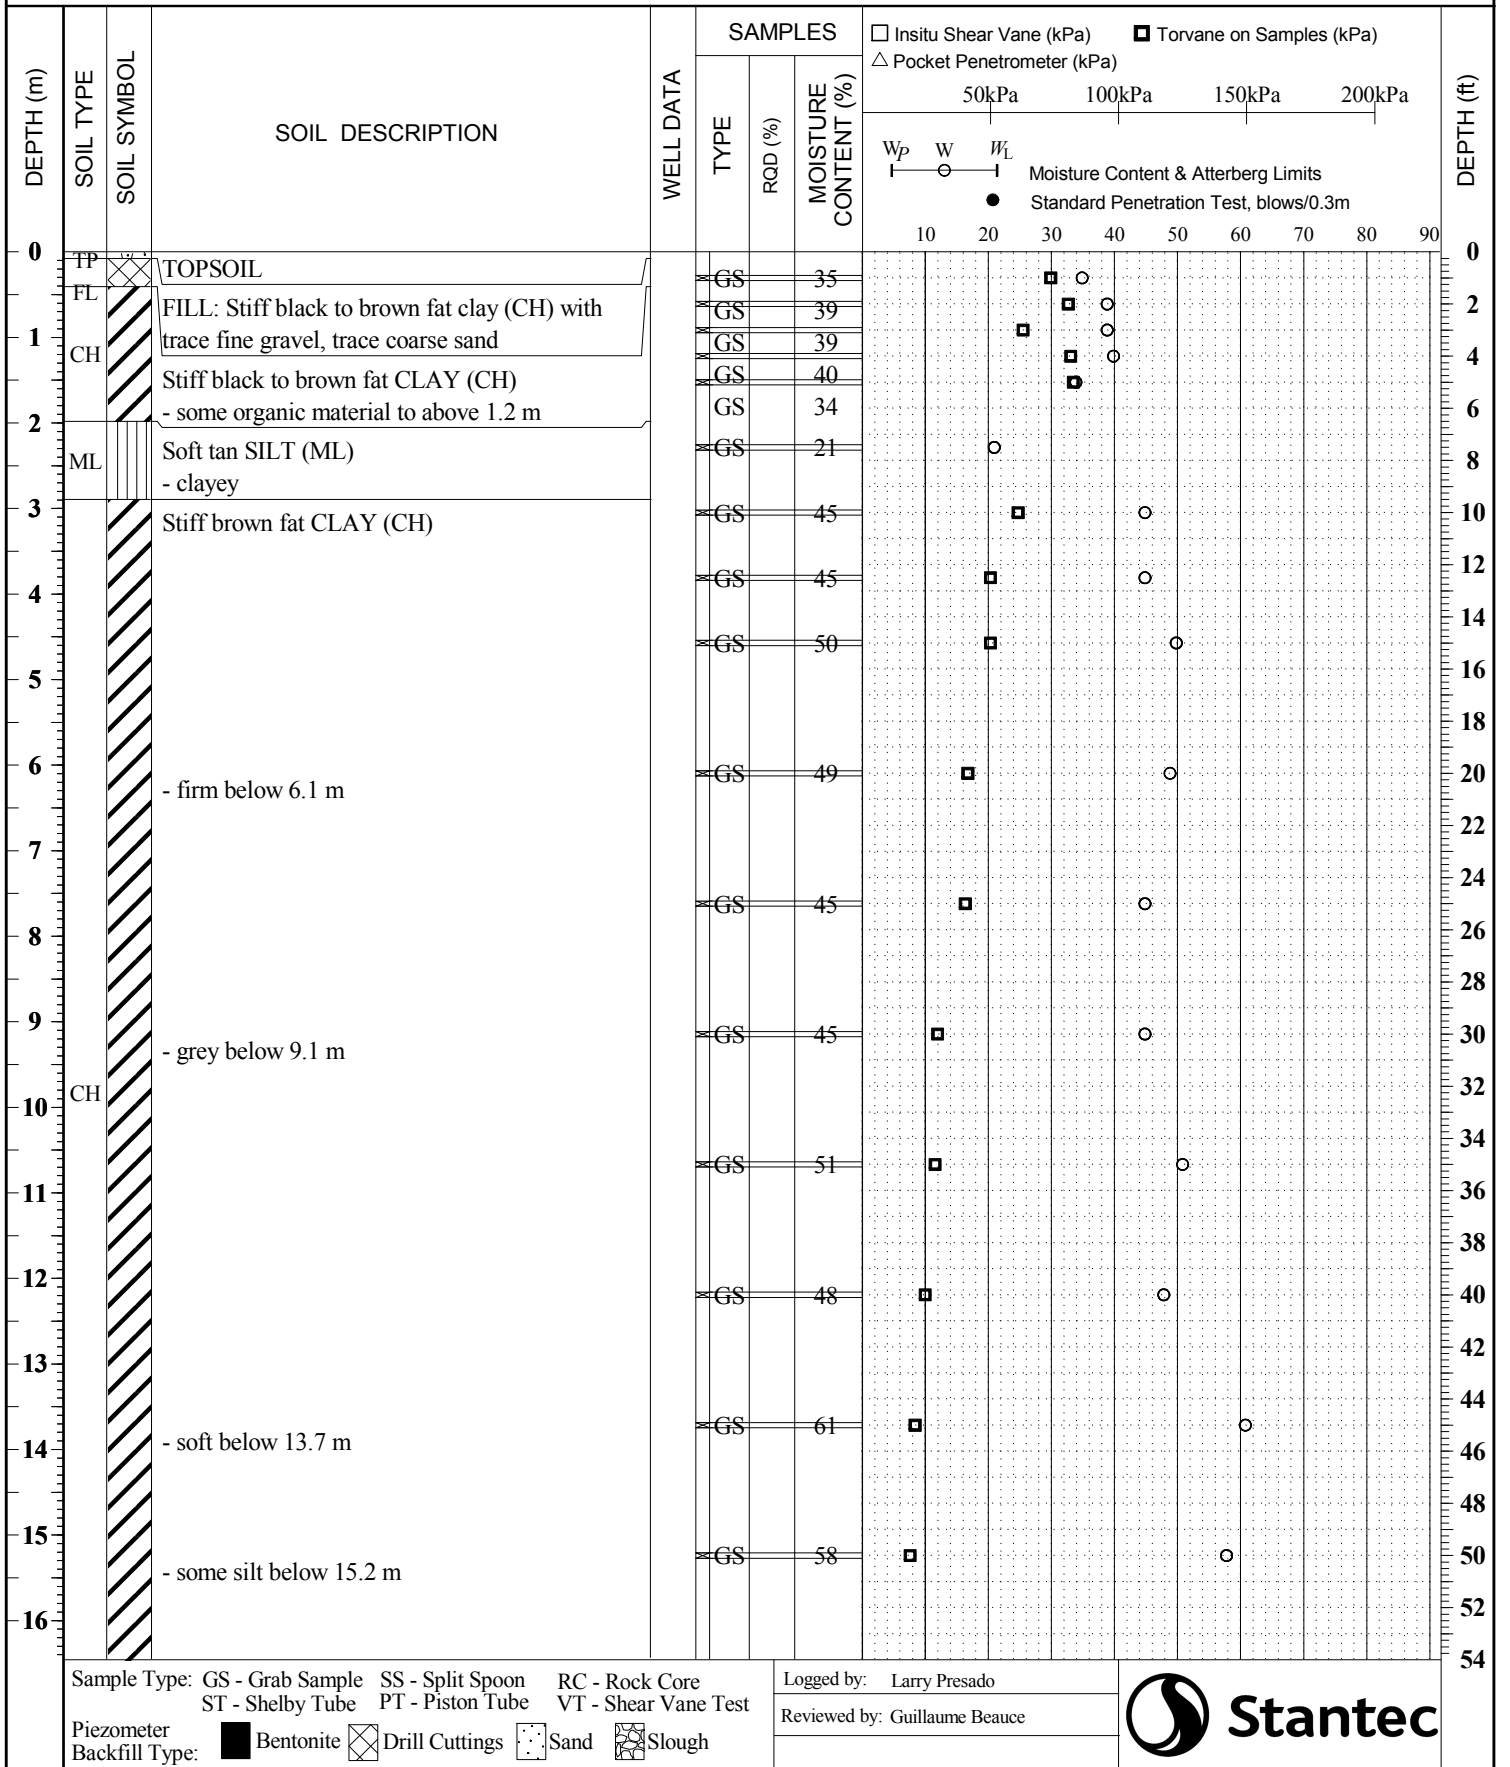 DEPTH (m)
SOIL TYPE
SOIL SYMBOL
SOIL DESCRIPTION
WELL DATA
SAMPLES
TYPE
RQD (%)
MOISTURE
CONTENT (%)
Insitu Shear Vane (kPa)
Torvane on Samples (kPa)
Pocket Penetrometer (kPa)
50kPa 100kPa 150kPa 200kPa
WP W WL
Moisture Content & Atterberg Limits
Standard Penetration Test, blows/0.3m
10 20 30 40 50 60 70 80 90
DEPTH (ft)
0
1
2
3
4
5
6
7
8
9
10
11
12
13
14
15
16
TP
FL
CH
ML
CH
TOPSOIL
FILL: Stiff black to brown fat clay (CH) with
trace fine gravel, trace coarse sand
Stiff black to brown fat CLAY (CH)
- some organic material to above 1.2 m
Soft tan SILT (ML)
- clayey
Stiff brown fat CLAY (CH)
- firm below 6.1 m
- grey below 9.1 m
- soft below 13.7 m
- some silt below 15.2 m
GS 35
GS 39
GS 39
GS 40
GS 34
GS 21
GS 45
GS 45
GS 50
GS 49
GS 45
GS 45
GS 51
GS 48
GS 61
GS 58
0
2
4
6
8
10
12
14
16
18
20
22
24
26
28
30
32
34
36
38
40
42
44
46
48
50
52
54
Sample Type: GS - Grab Sample SS - Split Spoon RC - Rock Core
ST - Shelby Tube PT - Piston Tube VT - Shear Vane Test
Piezometer
Backfill Type:
Bentonite Drill Cuttings Sand Slough
Logged by: Larry Presado
Reviewed by: Guillaume Beauce
Stantec